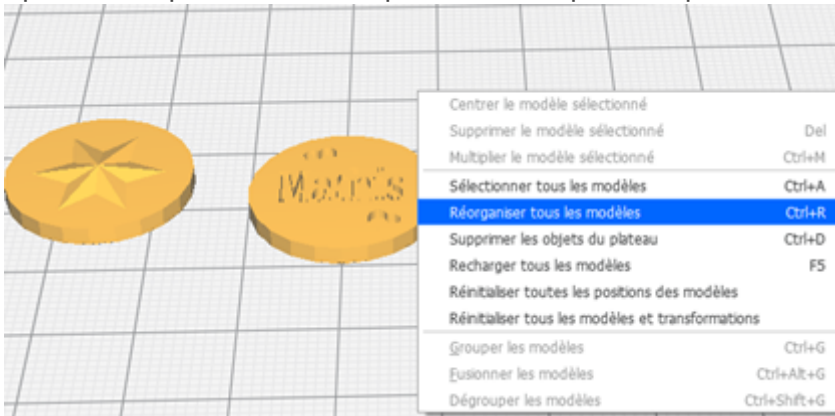 Matnis
Centrer le modèle sélectionné
Supprimer le modèle sélectionné Del
Multiplier le modèle sélectionné Ctrl+M
Sélectionner tous les modèles Ctrl+A
Réorganiser tous les modèles Ctrl+R
Supprimer les objets du plateau Ctrl+D
Recharger tous les modèles F5
Réinitialiser toutes les positions des modèles
Réinitialiser tous les modèles et transformations
Grouper les modèles Ctrl+G
Fusionner les modèles Ctrl+Alt+G
Dégrouper les modèles Ctrl+Shift+G